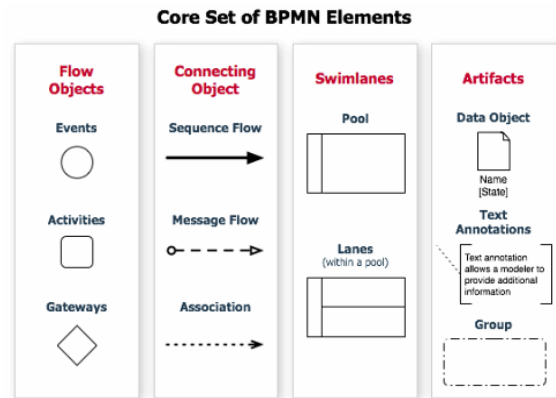 Core Set of BPMN Elements
Flow
Objects
Events
Activities
Gateways
Connecting
Object
Sequence Flow
Message Flow
Association
Swimlanes
Pool
Lanes
(within a pool)
Artifacts
Data Object
Name
[State]
Text
Annotations
Text annotation
allows a modeler to
provide additional
information
Group